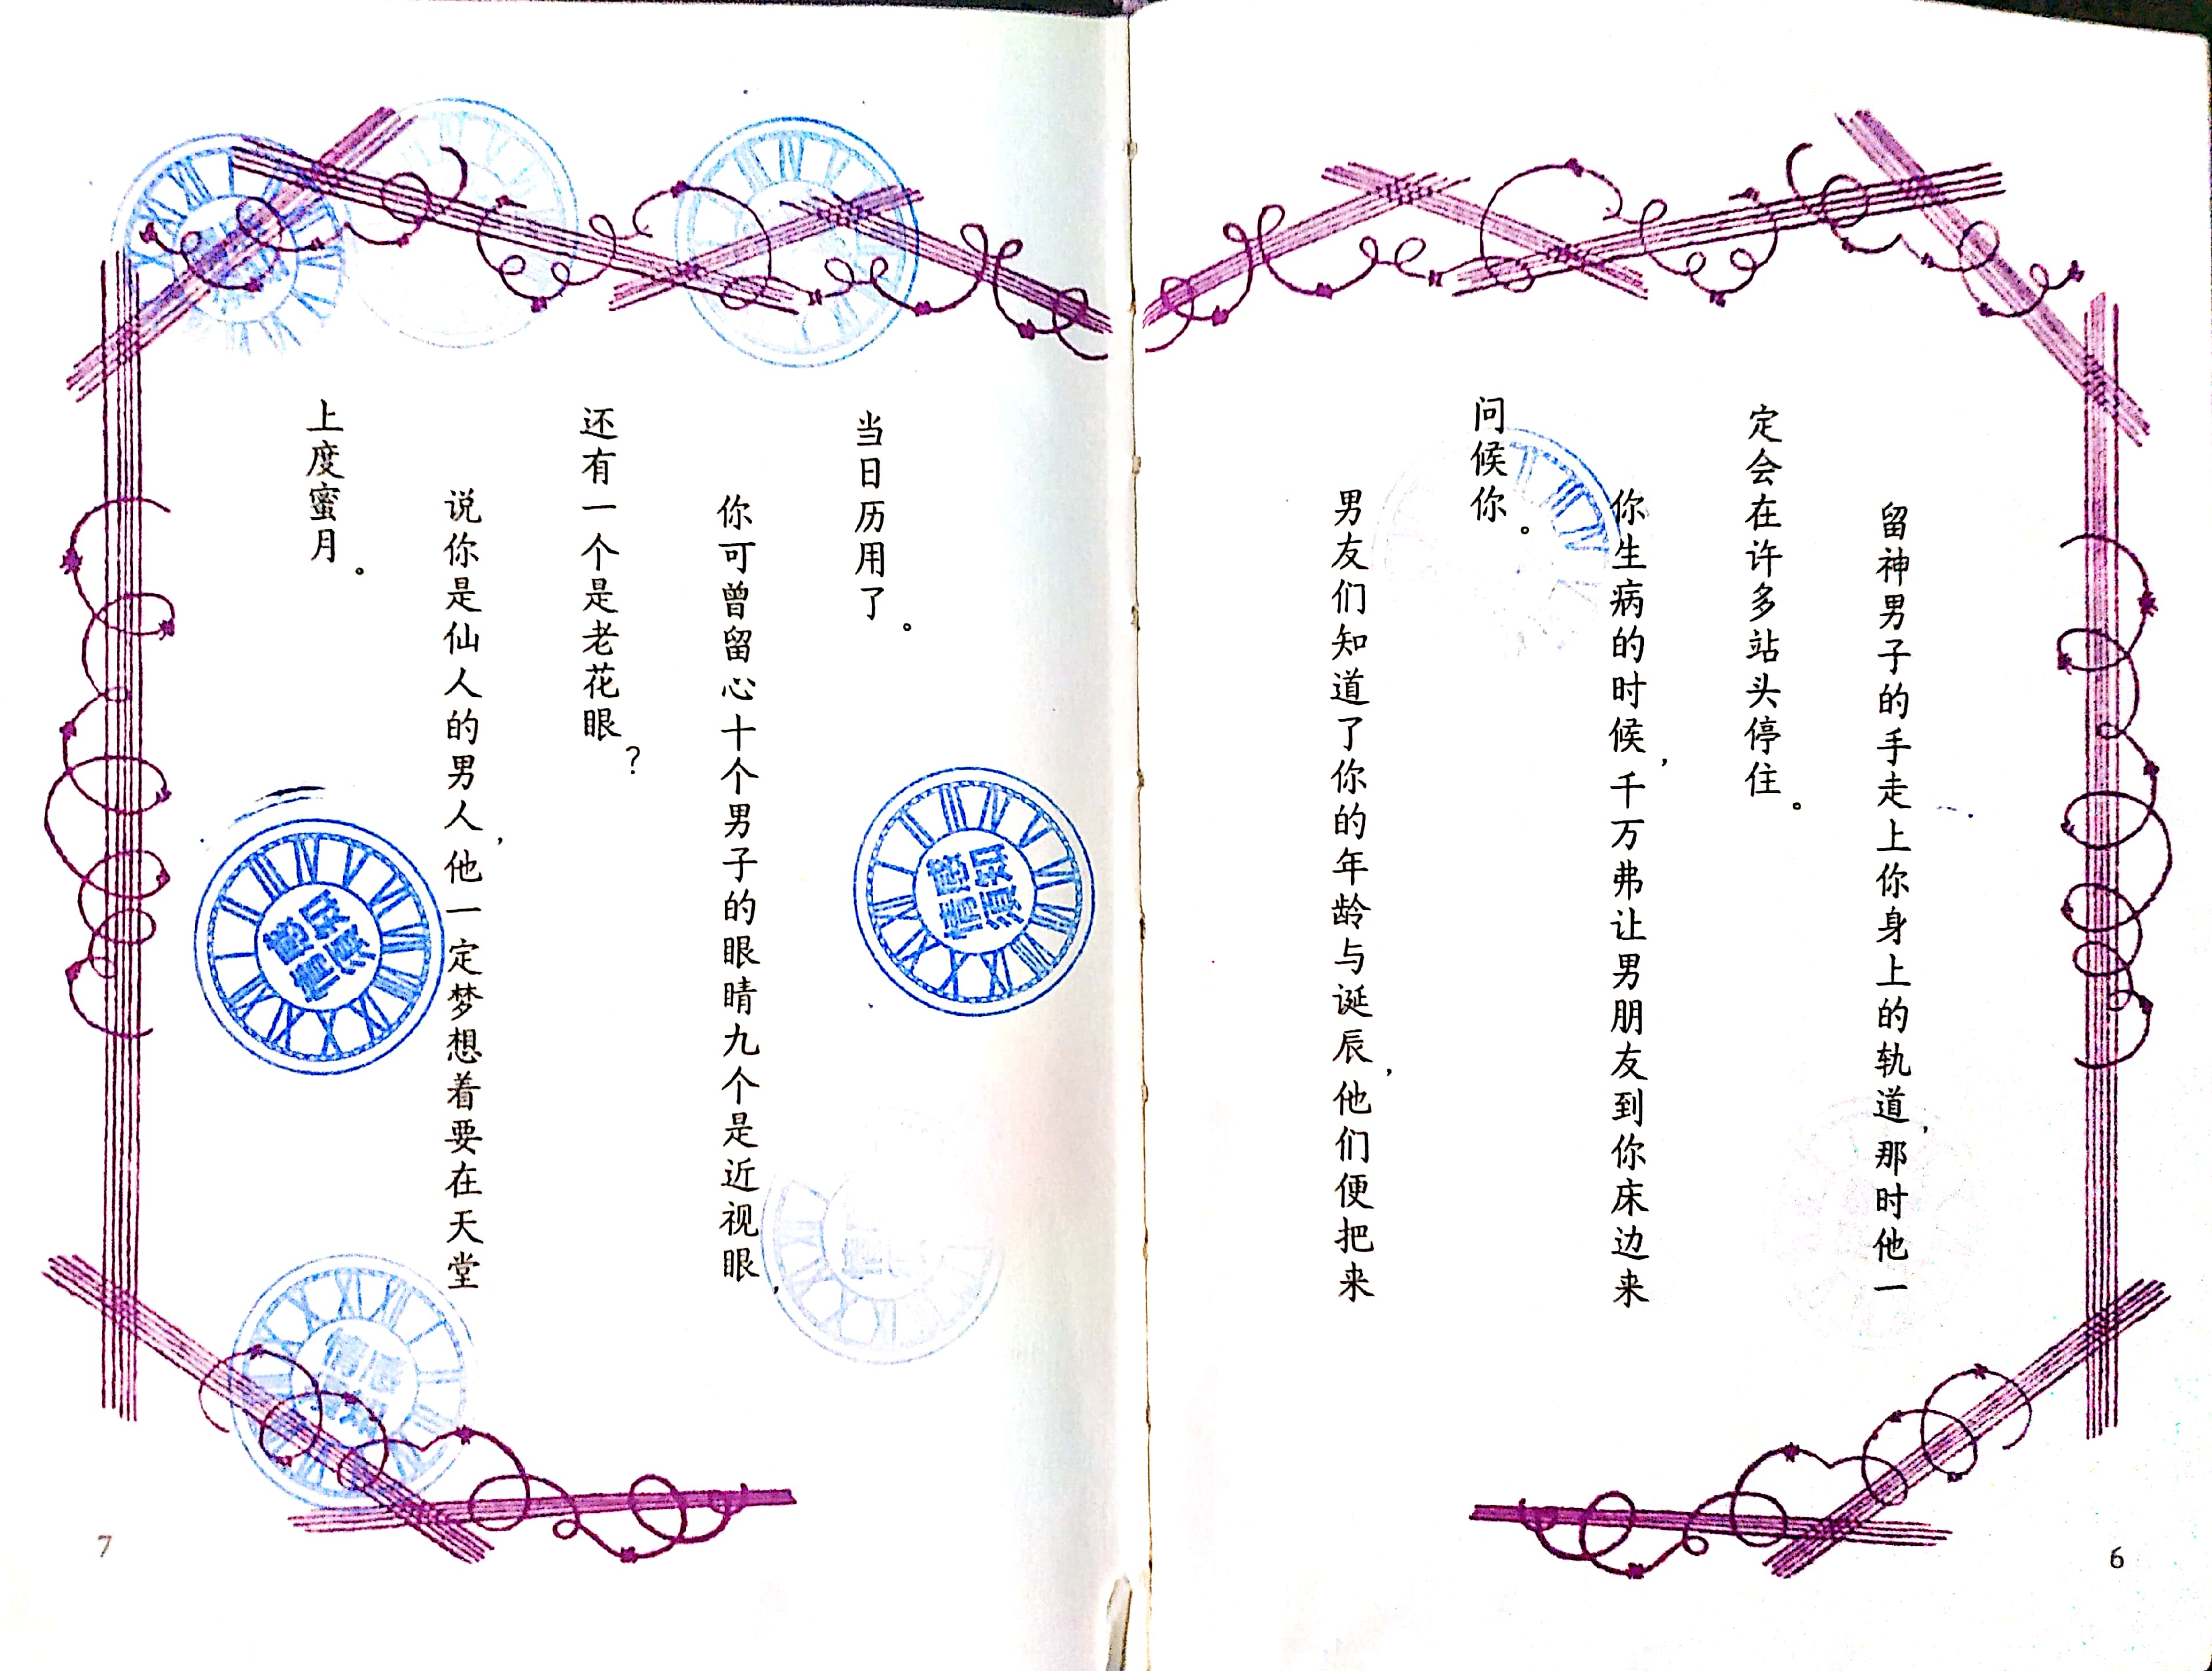 留神男子的手走上你身上的轨道，那时他一
定会在许多站头停住。
你生病的时候，千万弗让男朋友到你床边来
问候你。
男友们知道了你的年龄与诞辰，他们便把来
6
当日历用了。
你可曾留心十个男子的眼睛九个是近视眼，
还有一个是老花眼？
说你是仙人的男人，他一定梦想着要在天堂
上度蜜月。
7